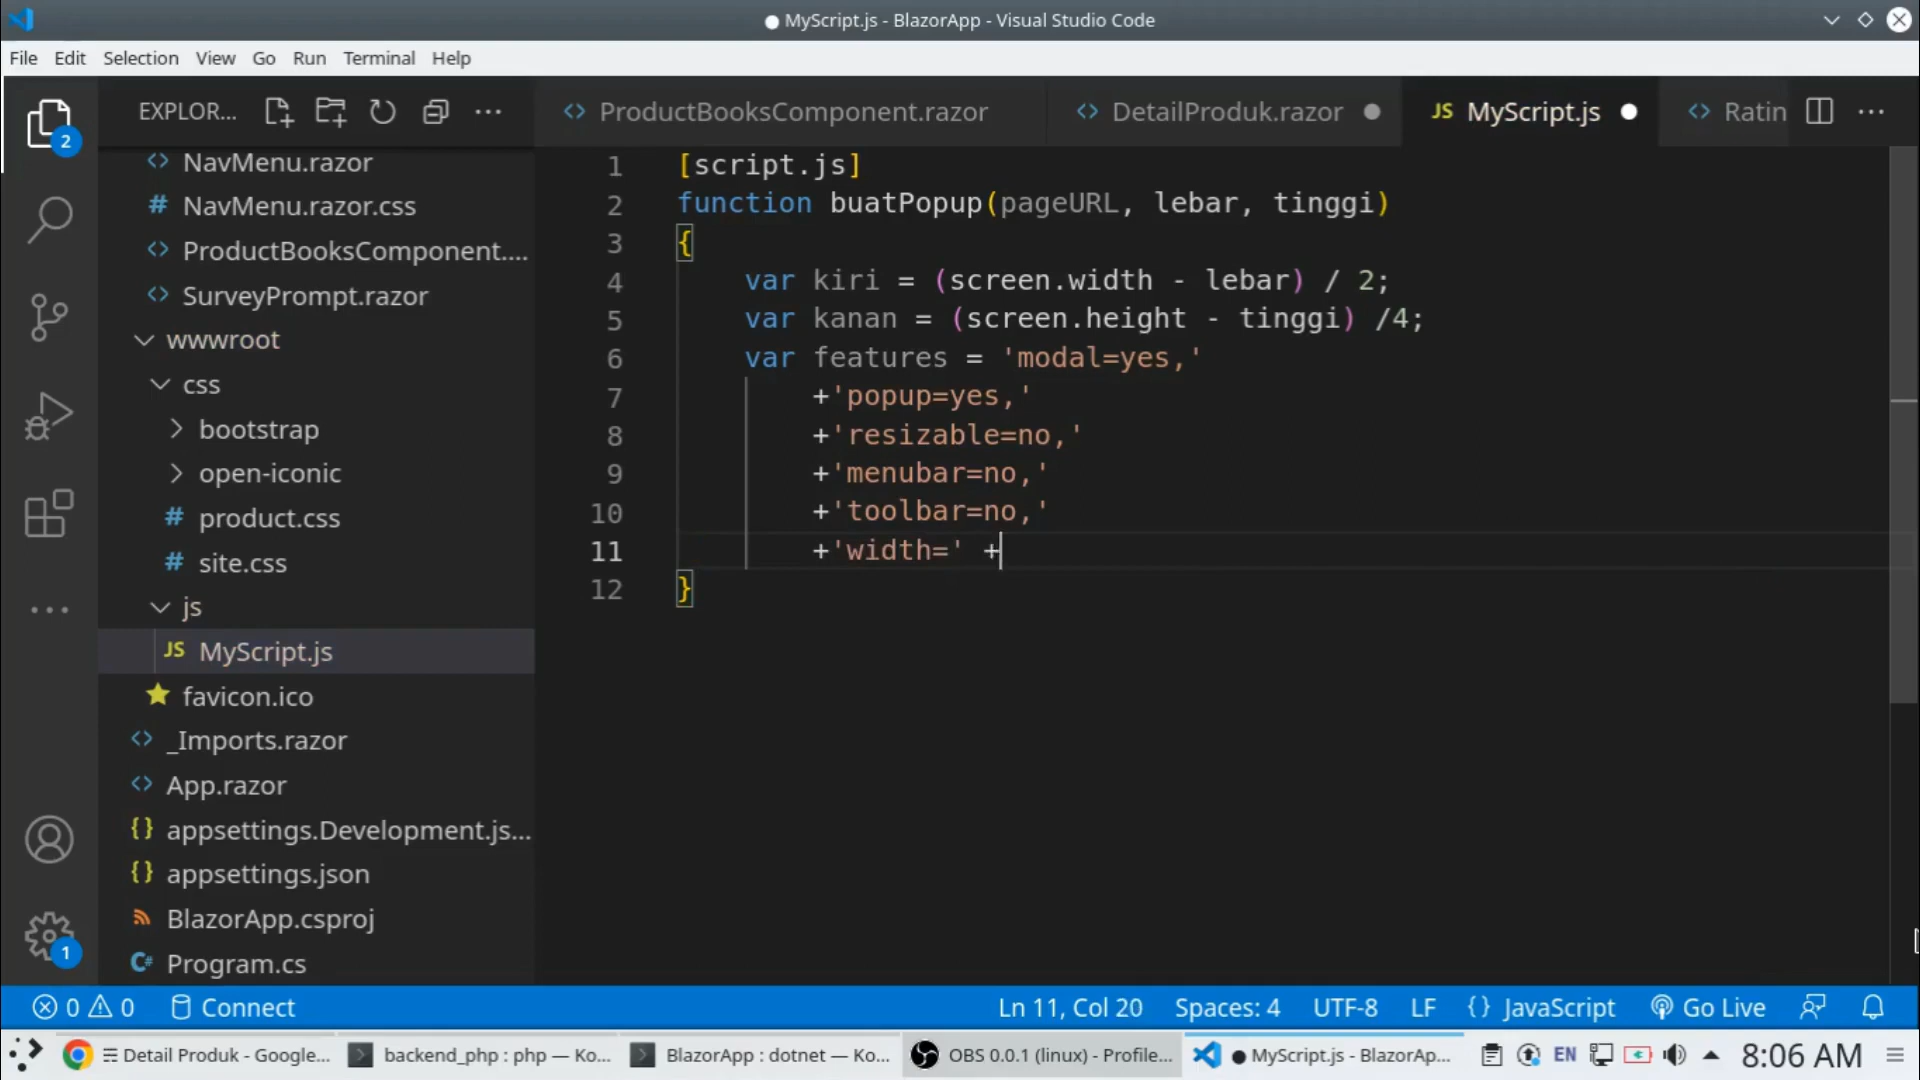 MyScript.js - BlazorApp - Visual Studio Code
File Edit Selection View Go Run Terminal Help
EXPLOR...
ProductBooksComponent.razor
DetailProduk.razor
JS MyScript.js
Ratin
2
NavMenu.razor
# NavMenu.razor.css
ProductBooksComponent....
SurveyPrompt.razor
wwwroot
css
bootstrap
open-iconic
# product.css
# site.css
js
JS MyScript.js
favicon.ico
_Imports.razor
App.razor
{} appsettings.Development.js...
{} appsettings.json
BlazorApp.csproj
C# Program.cs
1
1 [script.js]
2 function buatPopup(pageURL, lebar, tinggi)
3 {
4 var kiri = (screen.width - lebar) / 2;
5 var kanan = (screen.height - tinggi) /4;
6 var features = 'modal=yes,'
7 +'popup=yes,'
8 +'resizable=no,'
9 +'menubar=no,'
10 +'toolbar=no,'
11 +'width=' +
12 }
0 0 Connect
Ln 11, Col 20 Spaces: 4 UTF-8 LF {} JavaScript Go Live
Detail Produk - Google...
backend_php : php — Ko...
BlazorApp : dotnet — Ko...
OBS 0.0.1 (linux) - Profile...
MyScript.js - BlazorAp...
EN
8:06 AM